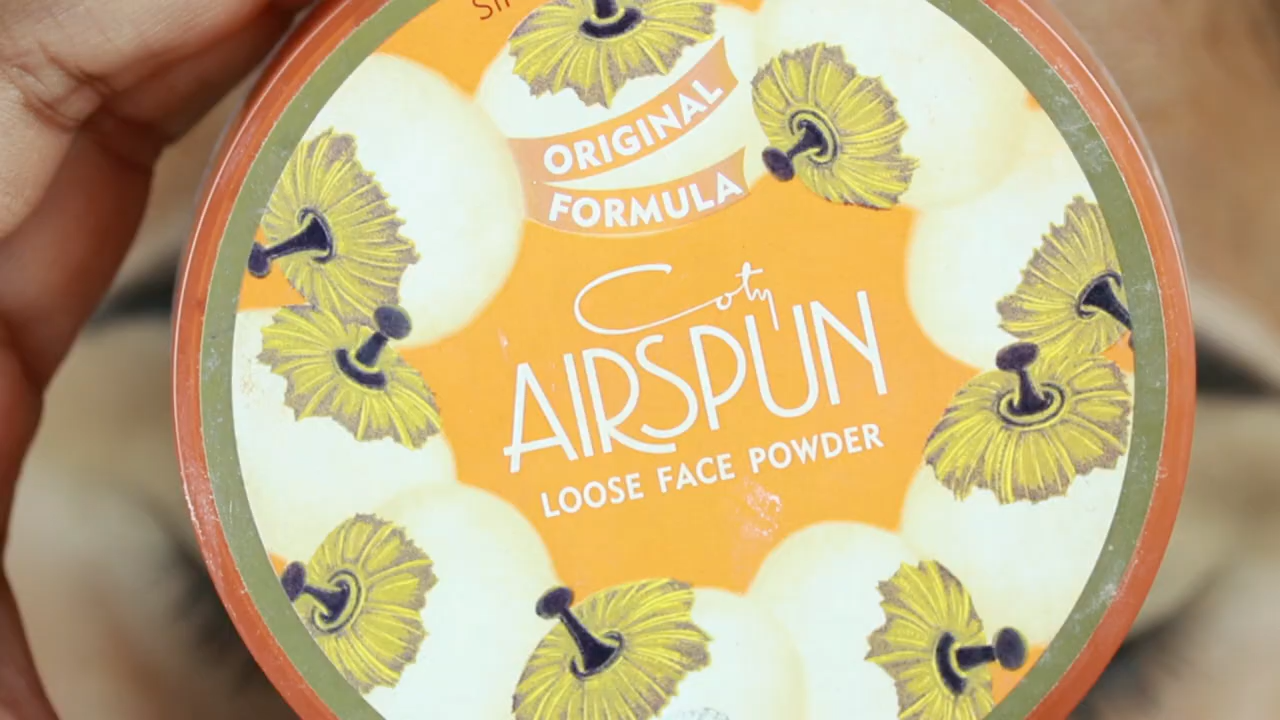 ORIGINAL
FORMULA
Coty
AIRSPUN
LOOSE FACE POWDER